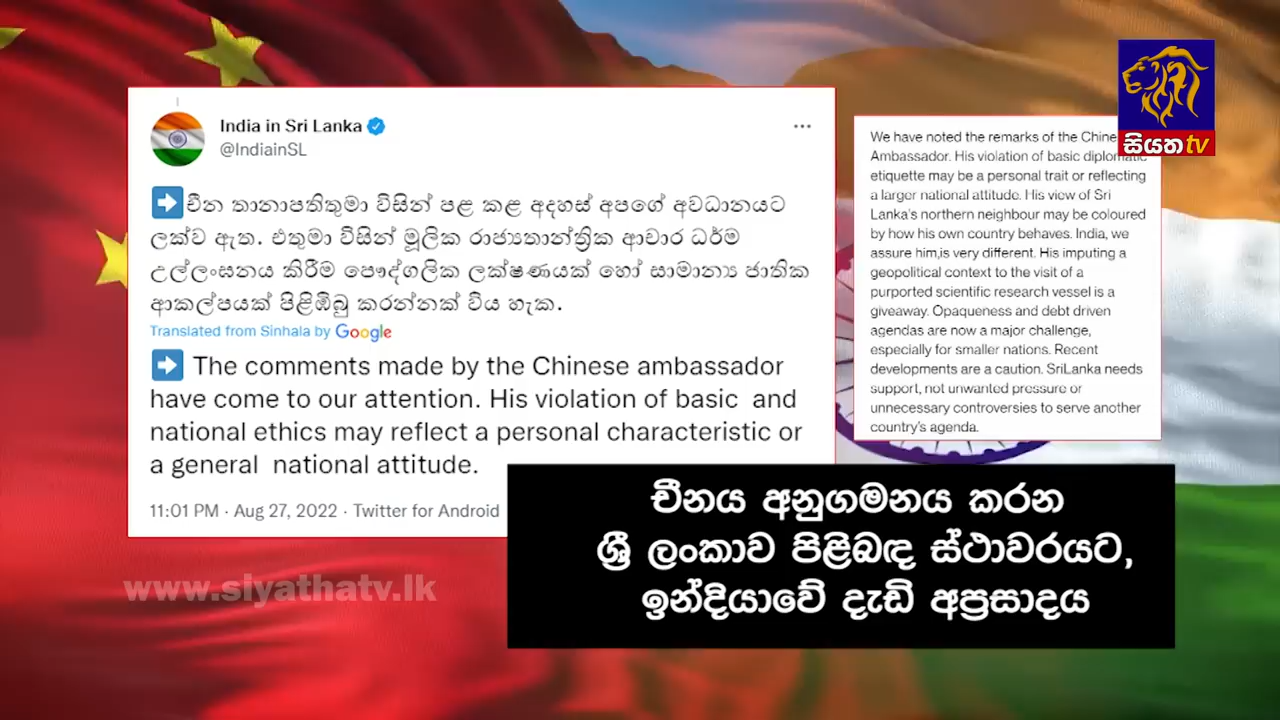 India in Sri Lanka
@IndiainSL
චීන තානාපතිතුමා විසින් පළ කළ අදහස් අපගේ අවධානයට
ලක්ව ඇත. එතුමා විසින් මූලික රාජ්‍යතාන්ත්‍රික ආචාර ධර්ම
උල්ලංඝනය කිරීම පෞද්ගලික ලක්ෂණයක් හෝ සාමාන්‍ය ජාතික
ආකල්පයක් පිළිඹිබු කරන්නක් විය හැක.
Translated from Sinhala by Google
The comments made by the Chinese ambassador
have come to our attention. His violation of basic and
national ethics may reflect a personal characteristic or
a general national attitude.
11:01 PM · Aug 27, 2022 · Twitter for Android
We have noted the remarks of the
Ambassador. His violation of basic diplomatic
etiquette may be a personal trait or reflecting
a larger national attitude. His view of Sri
Lanka's northern neighbour may be coloured
by how his own country behaves. India, we
assure him,is very different. His imputing a
geopolitical context to the visit of a
purported scientific research vessel is a
giveaway. Opaqueness and debt driven
agendas are now a major challenge,
especially for smaller nations. Recent
developments are a caution. SriLanka needs
support, not unwanted pressure or
unnecessary controversies to serve another
country's agenda.
සියත tv
චීනය අනුගමනය කරන
ශ්‍රී ලංකාව පිළිබඳ ස්ථාවරයට,
ඉන්දියාවේ දැඩි අප්‍රසාදය
www.siyathatv.lk